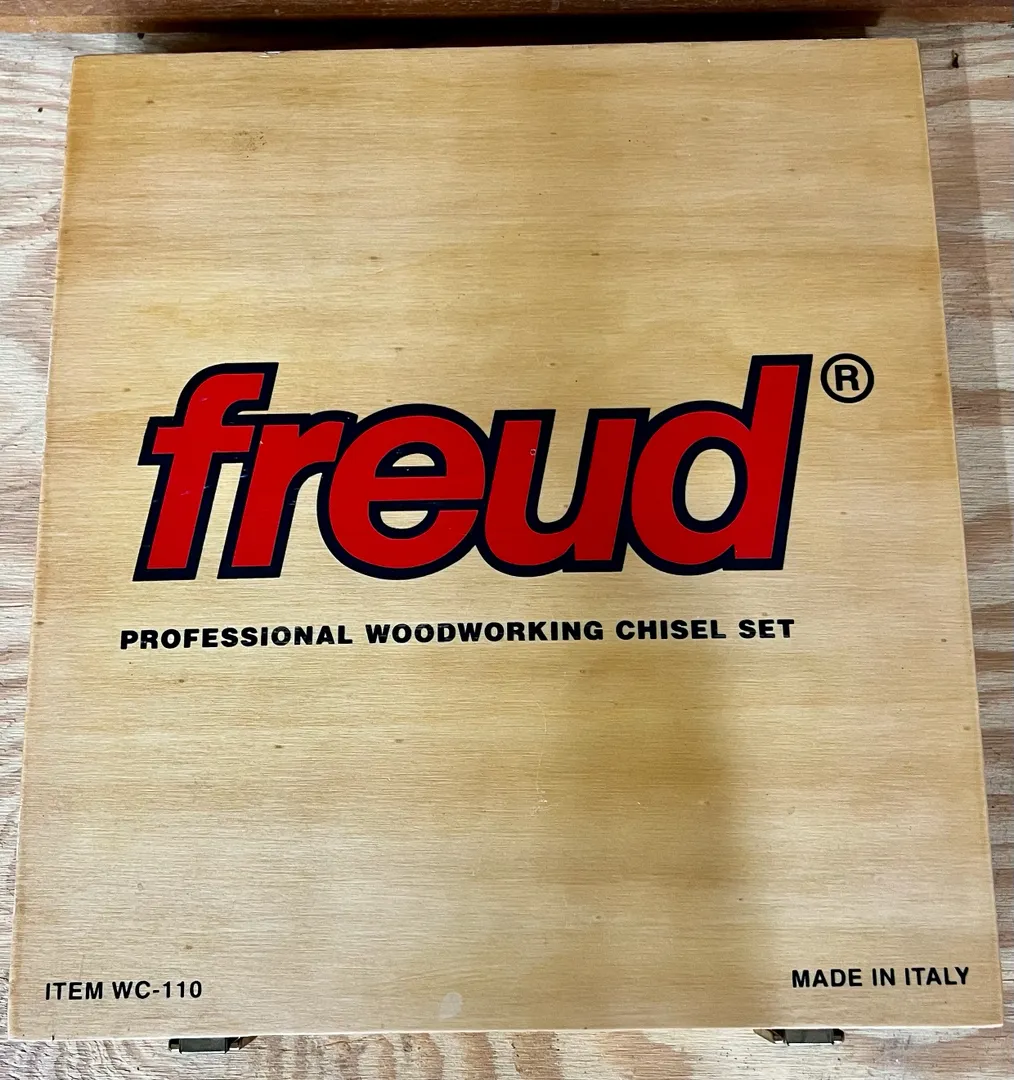 freud®
PROFESSIONAL WOODWORKING CHISEL SET
ITEM WC-110
MADE IN ITALY